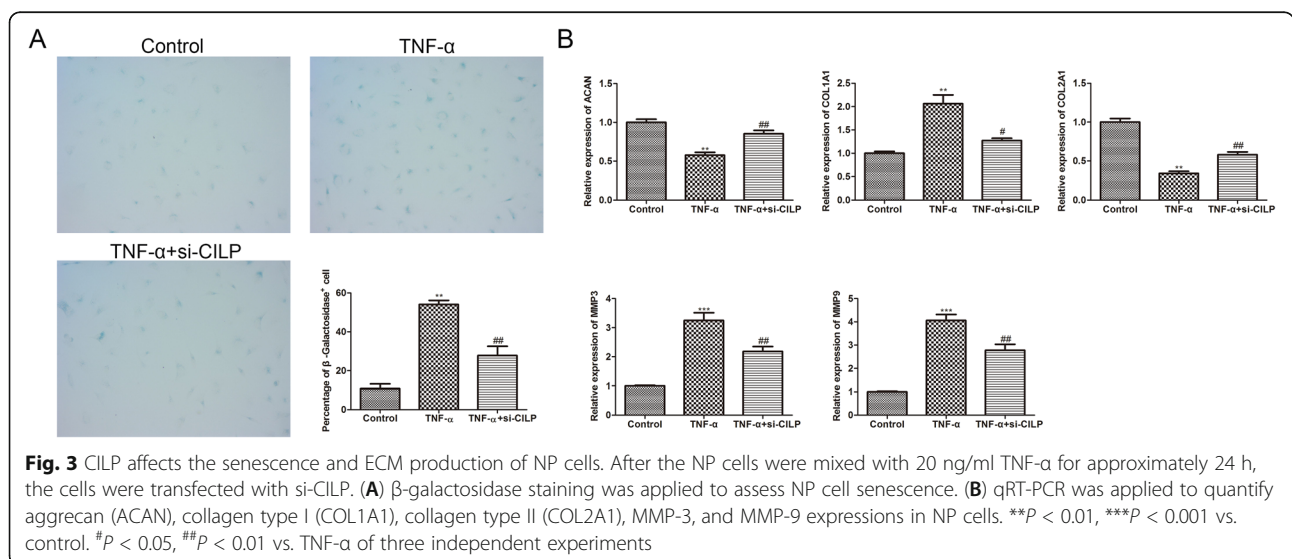 A
Control
TNF-α
TNF-α+si-CILP
Percentage of β -Galactosidase+ cell
60
40
20
0
Control
TNF-α
TNF-α+si-CILP
**
##
B
Relative expression of ACAN
1.5
1.0
0.5
0.0
Control
TNF-α
TNF-α+si-CILP
**
##
Relative expression of COL1A1
2.5
2.0
1.5
1.0
0.5
0.0
Control
TNF-α
TNF-α+si-CILP
**
#
Relative expression of COL2A1
1.5
1.0
0.5
0.0
Control
TNF-α
TNF-α+si-CILP
**
##
Relative expression of MMP3
4
3
2
1
0
Control
TNF-α
TNF-α+si-CILP
***
##
Relative expression of MMP9
5
4
3
2
1
0
Control
TNF-α
TNF-α+si-CILP
***
##
Fig. 3 CILP affects the senescence and ECM production of NP cells. After the NP cells were mixed with 20 ng/ml TNF-α for approximately 24 h,
the cells were transfected with si-CILP. (A) β-galactosidase staining was applied to assess NP cell senescence. (B) qRT-PCR was applied to quantify
aggrecan (ACAN), collagen type I (COL1A1), collagen type II (COL2A1), MMP-3, and MMP-9 expressions in NP cells. **P < 0.01, ***P < 0.001 vs.
control. #P < 0.05, ##P < 0.01 vs. TNF-α of three independent experiments